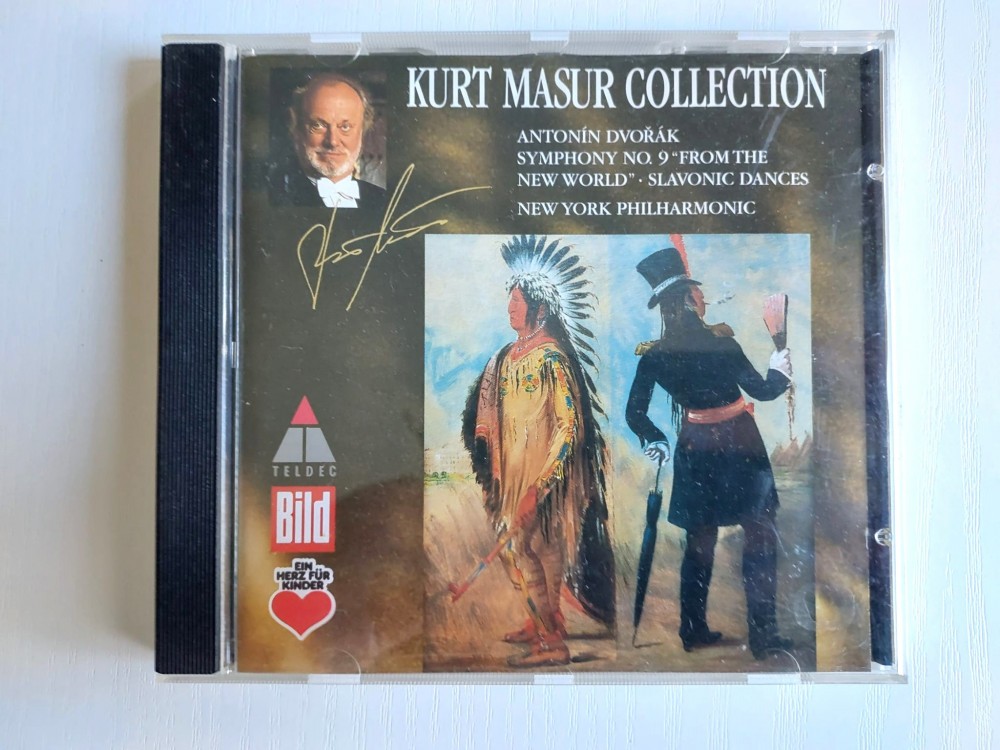 KURT MASUR COLLECTION
ANTONÍN DVOŘÁK
SYMPHONY NO. 9 “FROM THE
NEW WORLD” · SLAVONIC DANCES
NEW YORK PHILHARMONIC
TELDEC
Bild
EIN
HERZ FÜR
KINDER